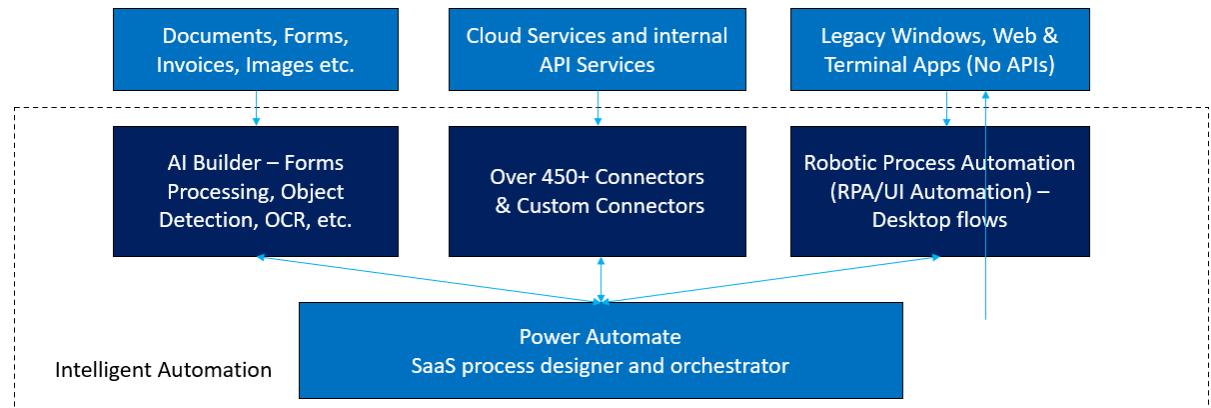 Documents, Forms,
Invoices, Images etc.
Cloud Services and internal
API Services
Legacy Windows, Web &
Terminal Apps (No APIs)
AI Builder – Forms
Processing, Object
Detection, OCR, etc.
Over 450+ Connectors
& Custom Connectors
Robotic Process Automation
(RPA/UI Automation) –
Desktop flows
Power Automate
SaaS process designer and orchestrator
Intelligent Automation